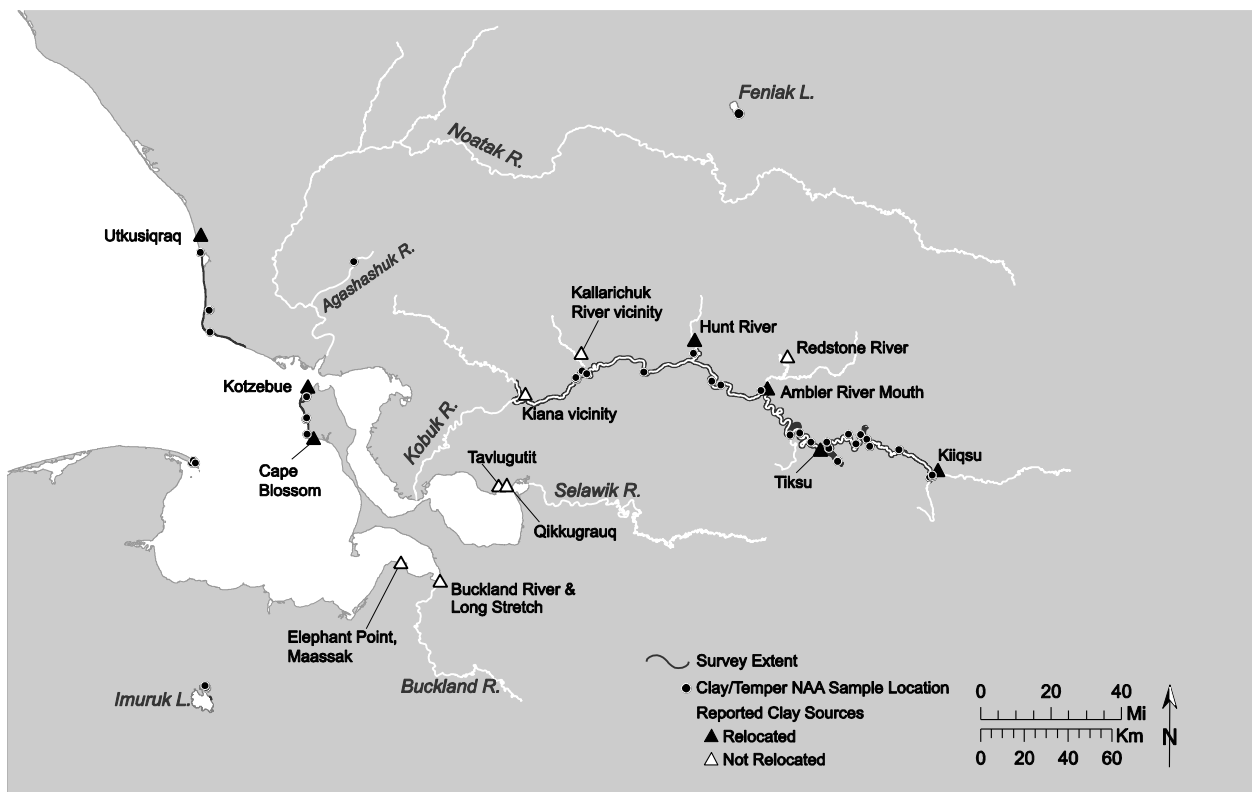 Feniak L.
Noatak R.
Utkusiqraq
Agashashuk R.
Kallarichuk
River vicinity
Hunt River
Redstone River
Kotzebue
Ambler River Mouth
Kiana vicinity
Kobuk R.
Cape
Blossom
Tavlugutit
Kiiqsu
Tiksu
Selawik R.
Qikkugrauq
Buckland River &
Long Stretch
Elephant Point,
Maassak
Imuruk L.
Buckland R.
Survey Extent
Clay/Temper NAA Sample Location
Reported Clay Sources
Relocated
Not Relocated
0 20 40
Mi
Km
0 20 40 60
N